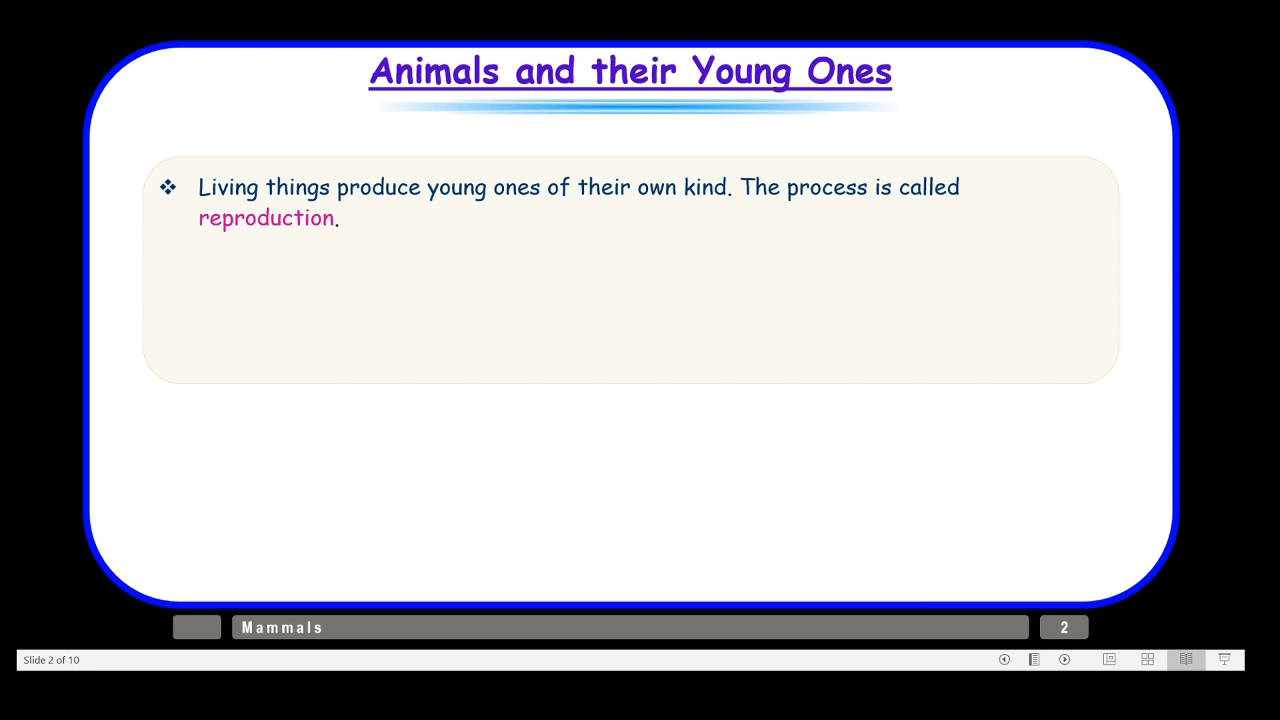 Animals and their Young Ones
❖ Living things produce young ones of their own kind. The process is called
reproduction.
Mammals
2
Slide 2 of 10